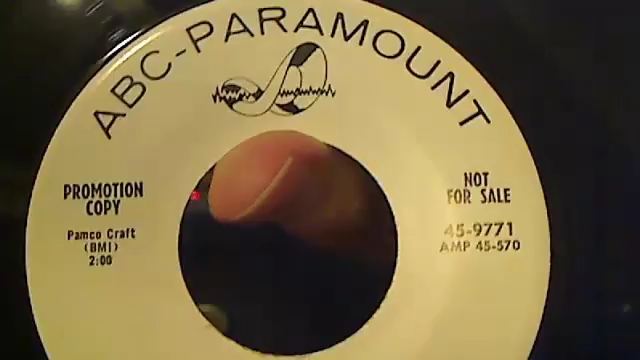 ABC-PARAMOUNT
PROMOTION
COPY
Pamco Craft
(BMI)
2:00
NOT
FOR SALE
45-9771
AMP 45-570